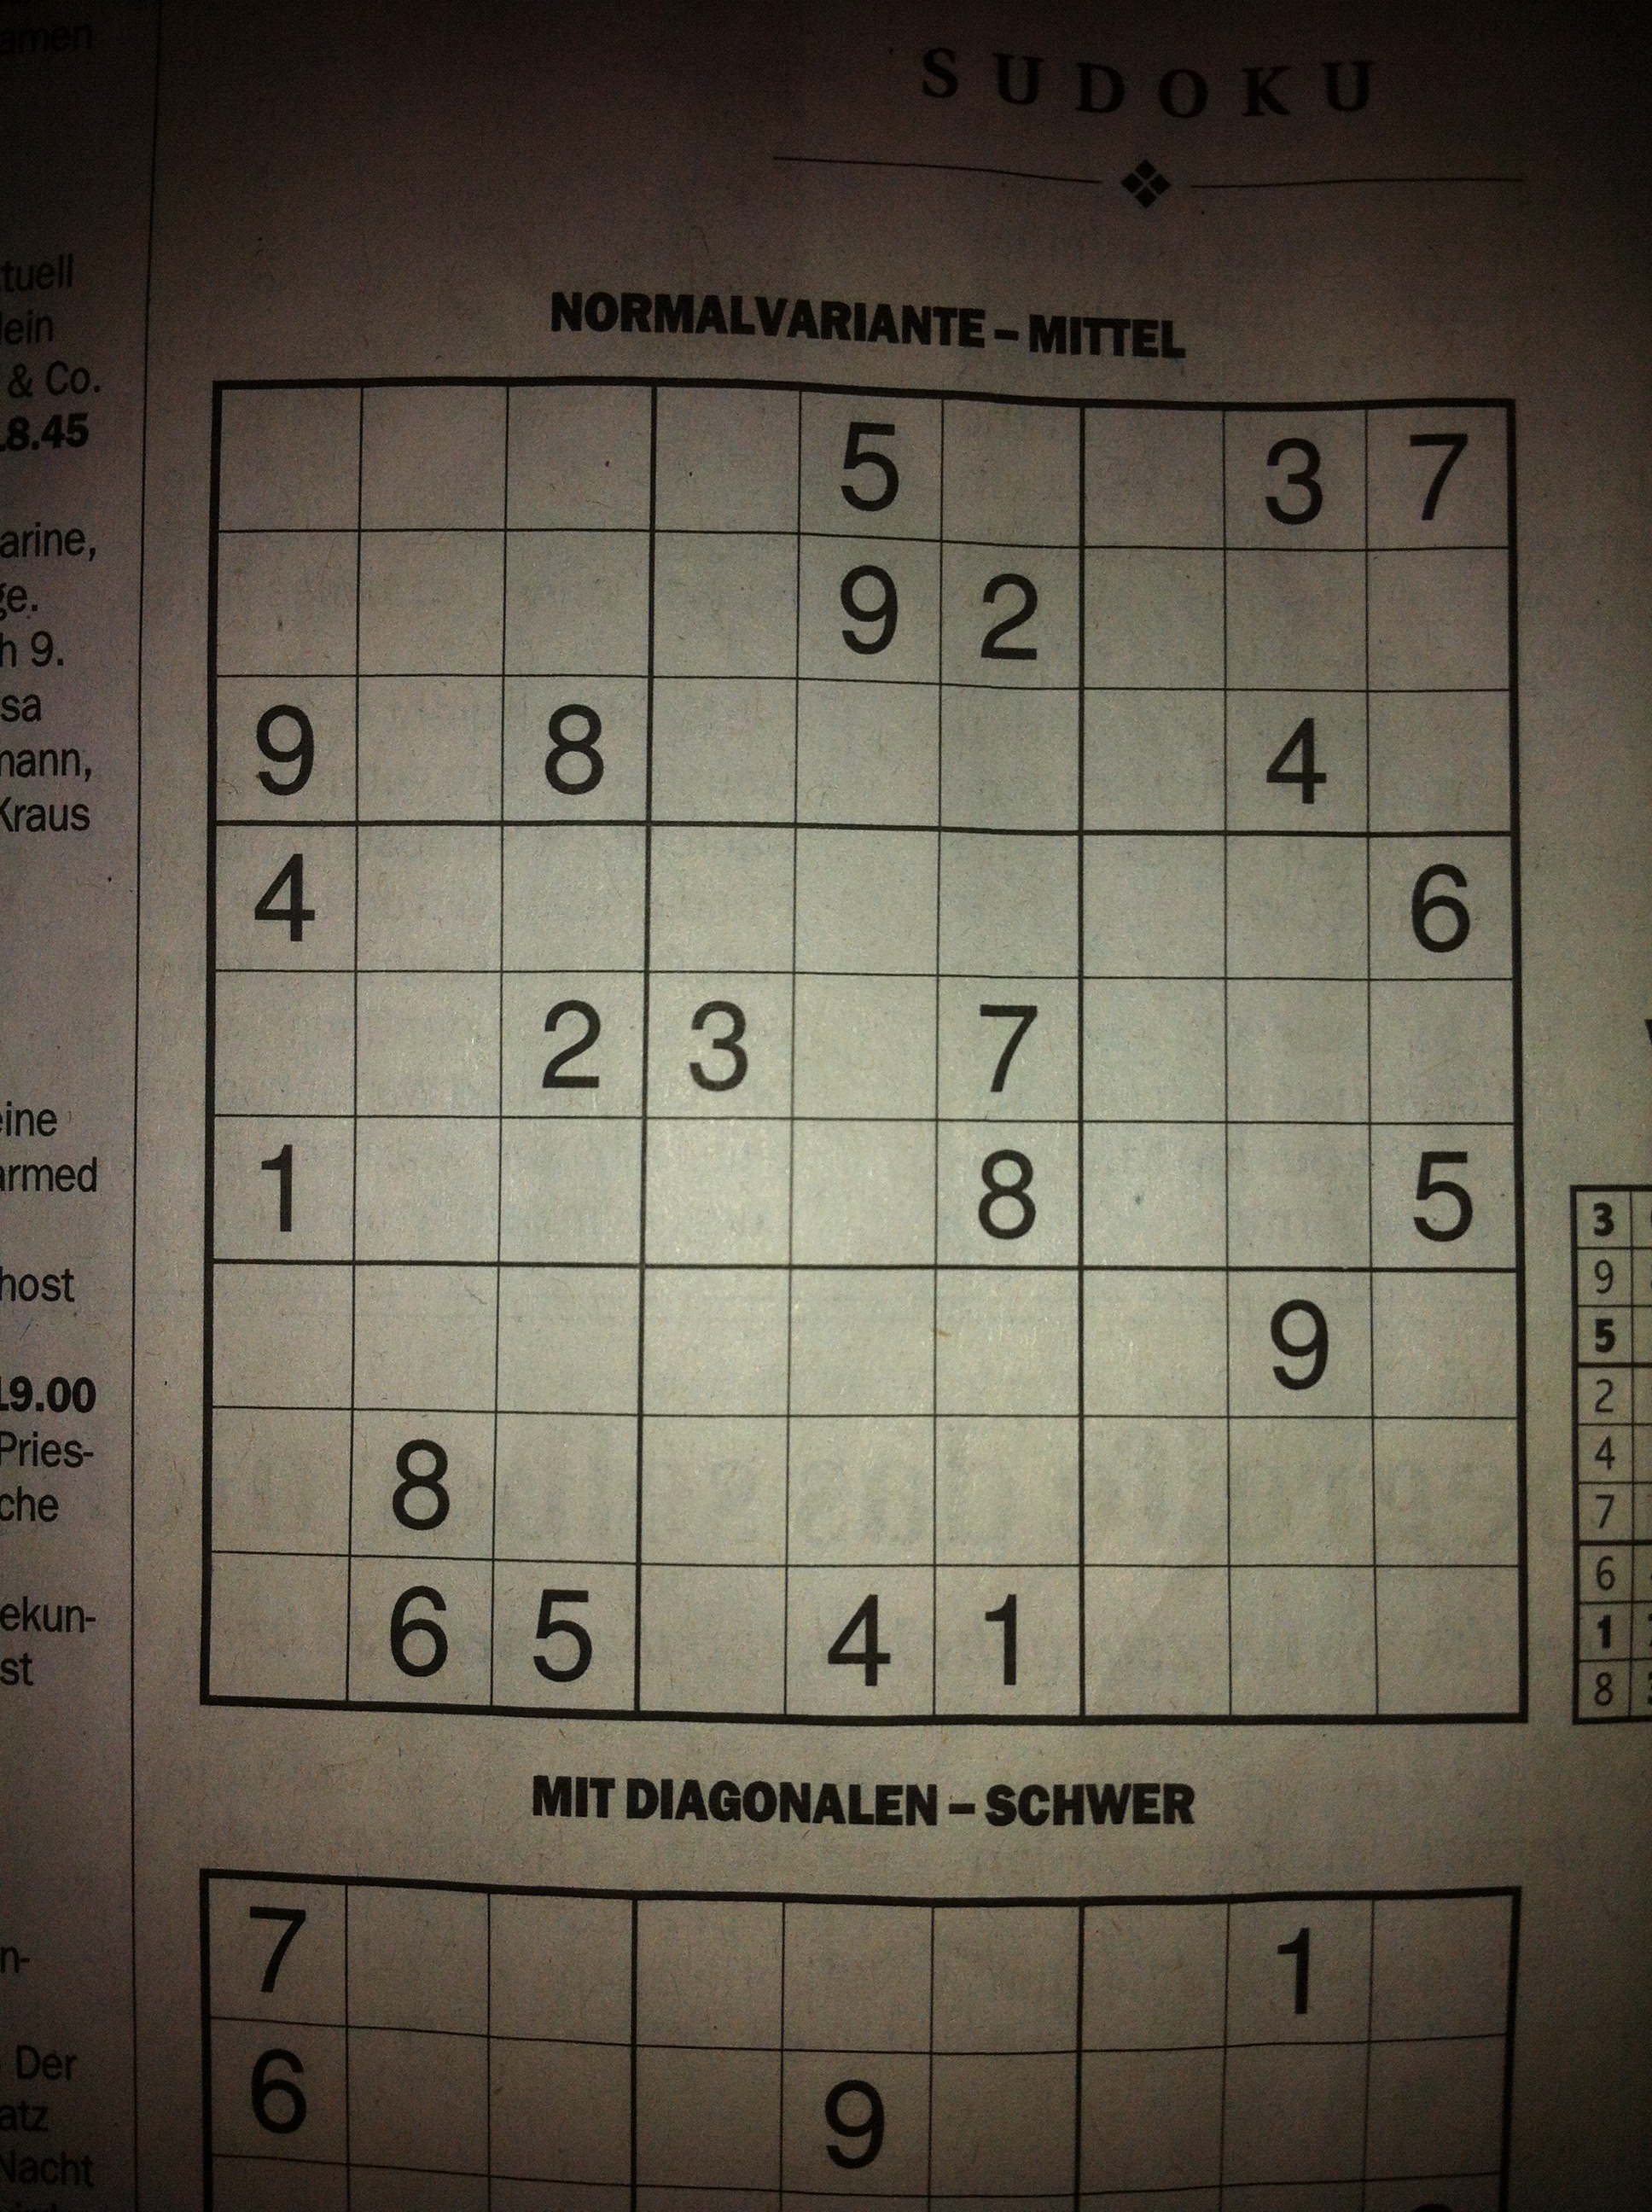 amen
SUDOKU
tuell
lein
& Co.
8.45
arine,
ge.
h 9.
sa
mann,
Kraus
eine
armed
host
19.00
Pries-
che
ekun-
st
n-
Der
atz
Nacht
NORMALVARIANTE – MITTEL
5 3 7
9 2
9 8 4
4 6
2 3 7
1 8 5
9
8
6 5 4 1
3
9
5
2
4
7
6
1
8
MIT DIAGONALEN – SCHWER
7 1
6 9